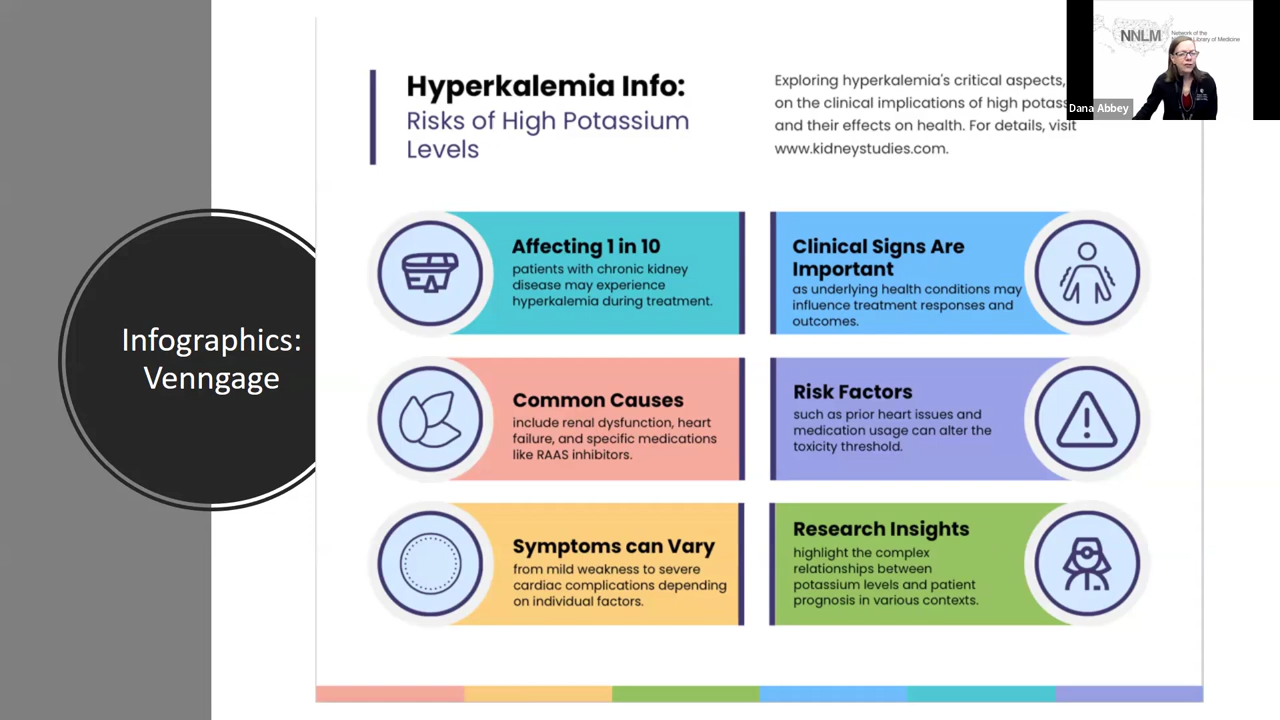 Infographics:
Venngage
Hyperkalemia Info:
Risks of High Potassium
Levels
Exploring hyperkalemia's critical aspects,
on the clinical implications of high
and their effects on health. For details, visit
www.kidneystudies.com.
NNLM
Network of the
Library of Medicine
Dana Abbey
Affecting 1 in 10
patients with chronic kidney
disease may experience
hyperkalemia during treatment.
Clinical Signs Are
Important
as underlying health conditions may
influence treatment responses and
outcomes.
Common Causes
include renal dysfunction, heart
failure, and specific medications
like RAAS inhibitors.
Risk Factors
such as prior heart issues and
medication usage can alter the
toxicity threshold.
Symptoms can Vary
from mild weakness to severe
cardiac complications depending
on individual factors.
Research Insights
highlight the complex
relationships between
potassium levels and patient
prognosis in various contexts.